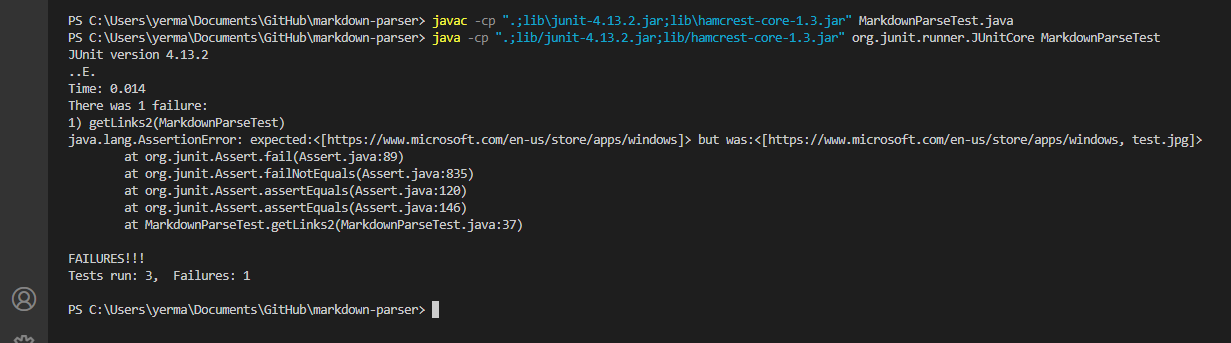 PS C:\Users\yerma\Documents\GitHub\markdown-parser> javac -cp ".;lib\junit-4.13.2.jar;lib\hamcrest-core-1.3.jar" MarkdownParseTest.java
PS C:\Users\yerma\Documents\GitHub\markdown-parser> java -cp ".;lib/junit-4.13.2.jar;lib/hamcrest-core-1.3.jar" org.junit.runner.JUnitCore MarkdownParseTest
JUnit version 4.13.2
..E.
Time: 0.014
There was 1 failure:
1) getLinks2(MarkdownParseTest)
java.lang.AssertionError: expected:<[https://www.microsoft.com/en-us/store/apps/windows]> but was:<[https://www.microsoft.com/en-us/store/apps/windows, test.jpg]>
        at org.junit.Assert.fail(Assert.java:89)
        at org.junit.Assert.failNotEquals(Assert.java:835)
        at org.junit.Assert.assertEquals(Assert.java:120)
        at org.junit.Assert.assertEquals(Assert.java:146)
        at MarkdownParseTest.getLinks2(MarkdownParseTest.java:37)
FAILURES!!!
Tests run: 3,  Failures: 1
PS C:\Users\yerma\Documents\GitHub\markdown-parser>